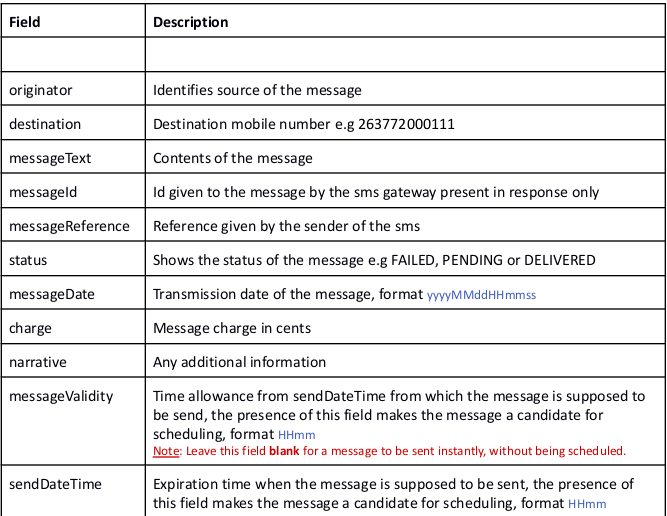 Field Description
originator Identifies source of the message
destination Destination mobile number e.g 263772000111
messageText Contents of the message
messageId Id given to the message by the sms gateway present in response only
messageReference Reference given by the sender of the sms
status Shows the status of the message e.g FAILED, PENDING or DELIVERED
messageDate Transmission date of the message, format yyyyMMddHHmmss
charge Message charge in cents
narrative Any additional information
messageValidity Time allowance from sendDateTime from which the message is supposed to
be send, the presence of this field makes the message a candidate for
scheduling, format HHmm
Note: Leave this field blank for a message to be sent instantly, without being scheduled.
sendDateTime Expiration time when the message is supposed to be sent, the presence of
this field makes the message a candidate for scheduling, format HHmm